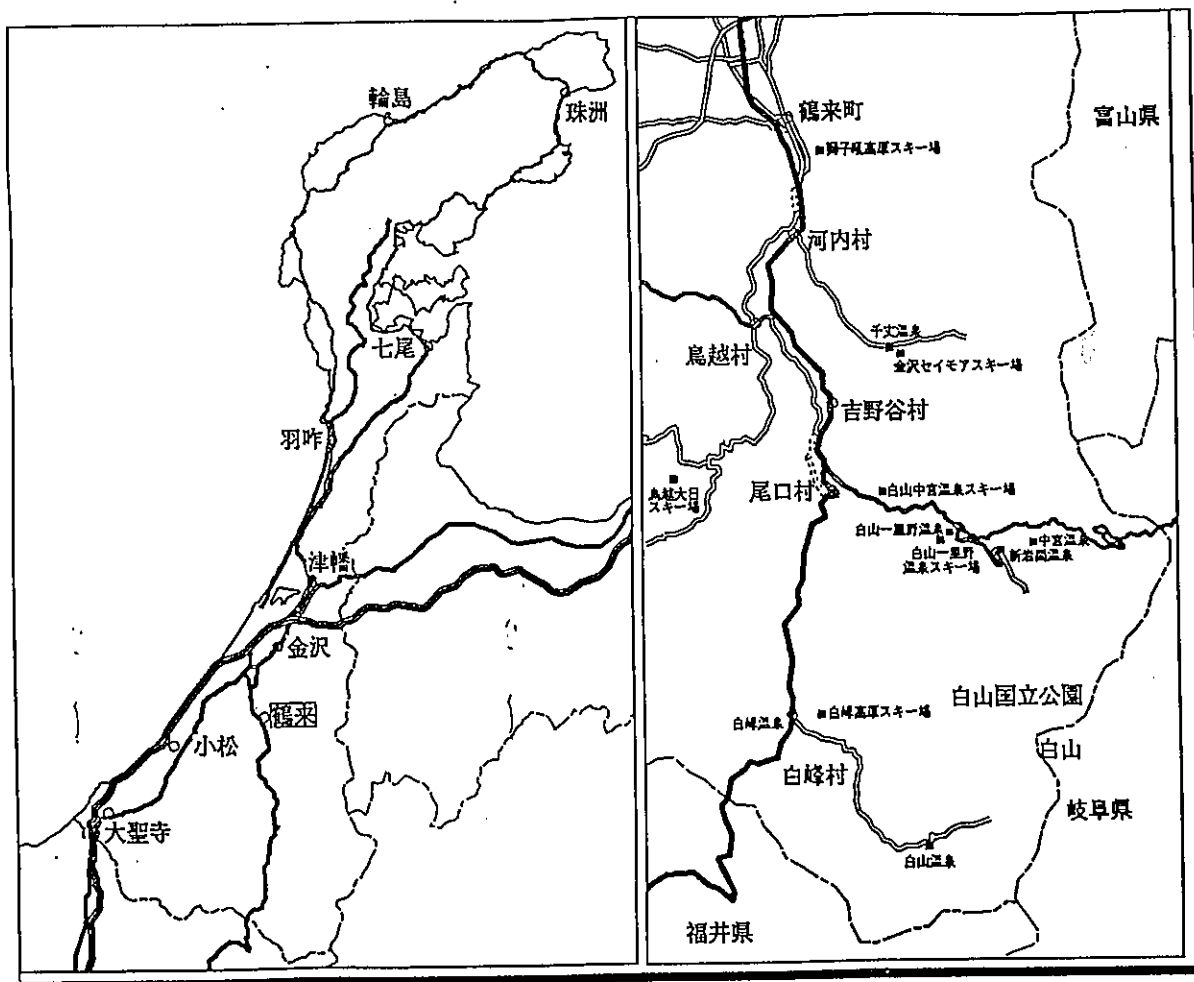 輪島
珠洲
七尾
羽咋
津幡
金沢
鶴来
小松
大聖寺
鶴来町
富山県
獅子吼高原スキー場
河内村
千丈温泉
金沢セイモアスキー場
鳥越村
吉野谷村
鳥越大日
スキー場
尾口村
白山中宮温泉スキー場
白山一里野温泉
白山一里野
温泉スキー場
中宮温泉
新岩間温泉
白山国立公園
白峰温泉
白峰高原スキー場
白山
白峰村
岐阜県
白山温泉
福井県